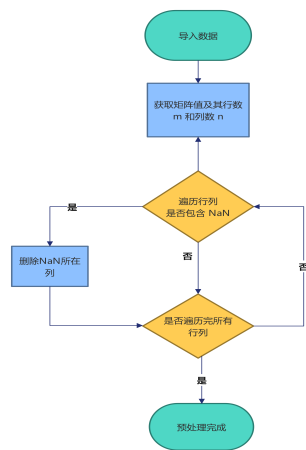 导入数据
获取矩阵值及其行数
m 和列数 n
遍历行列
是否包含 NaN
是
删除NaN所在
列
否
是否遍历完所有
行列
否
是
预处理完成